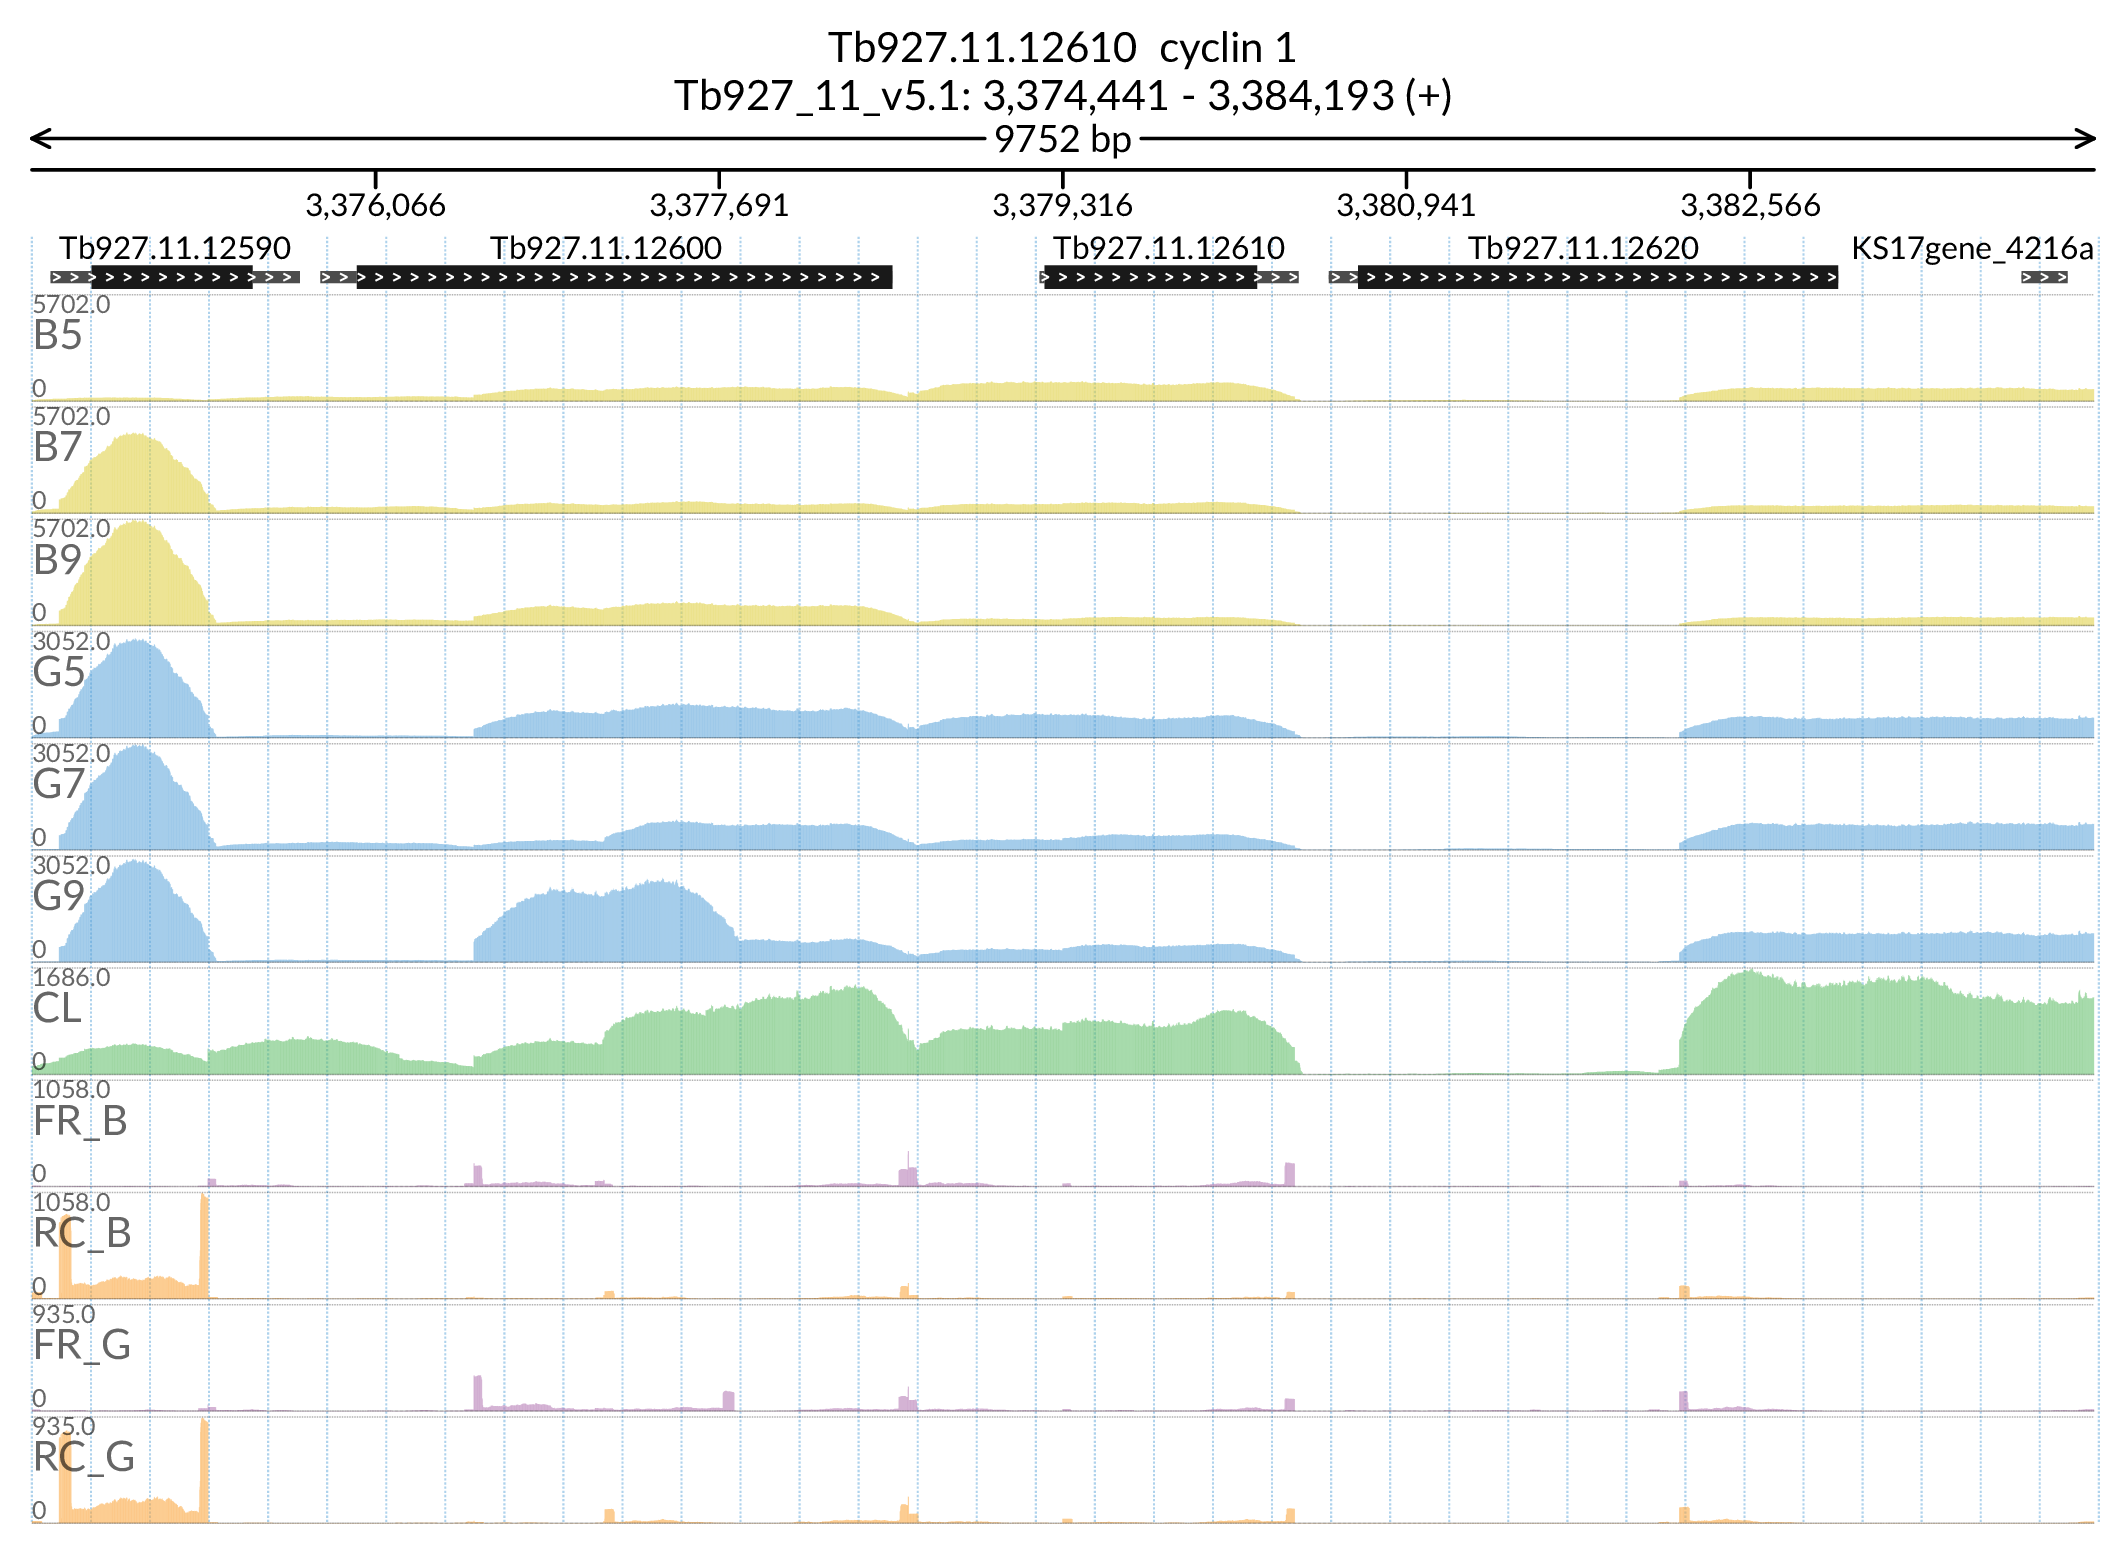 Tb927.11.12610  cyclin 1
Tb927_11_v5.1: 3,374,441 - 3,384,193 (+)
9752 bp
3,376,066 3,377,691 3,379,316 3,380,941 3,382,566
Tb927.11.12590 Tb927.11.12600 Tb927.11.12610 Tb927.11.12620 KS17gene_4216a
5702.0
B5
0
5702.0
B7
0
5702.0
B9
0
3052.0
G5
0
3052.0
G7
0
3052.0
G9
0
1686.0
CL
0
1058.0
FR_B
0
1058.0
RC_B
0
935.0
FR_G
0
935.0
RC_G
0